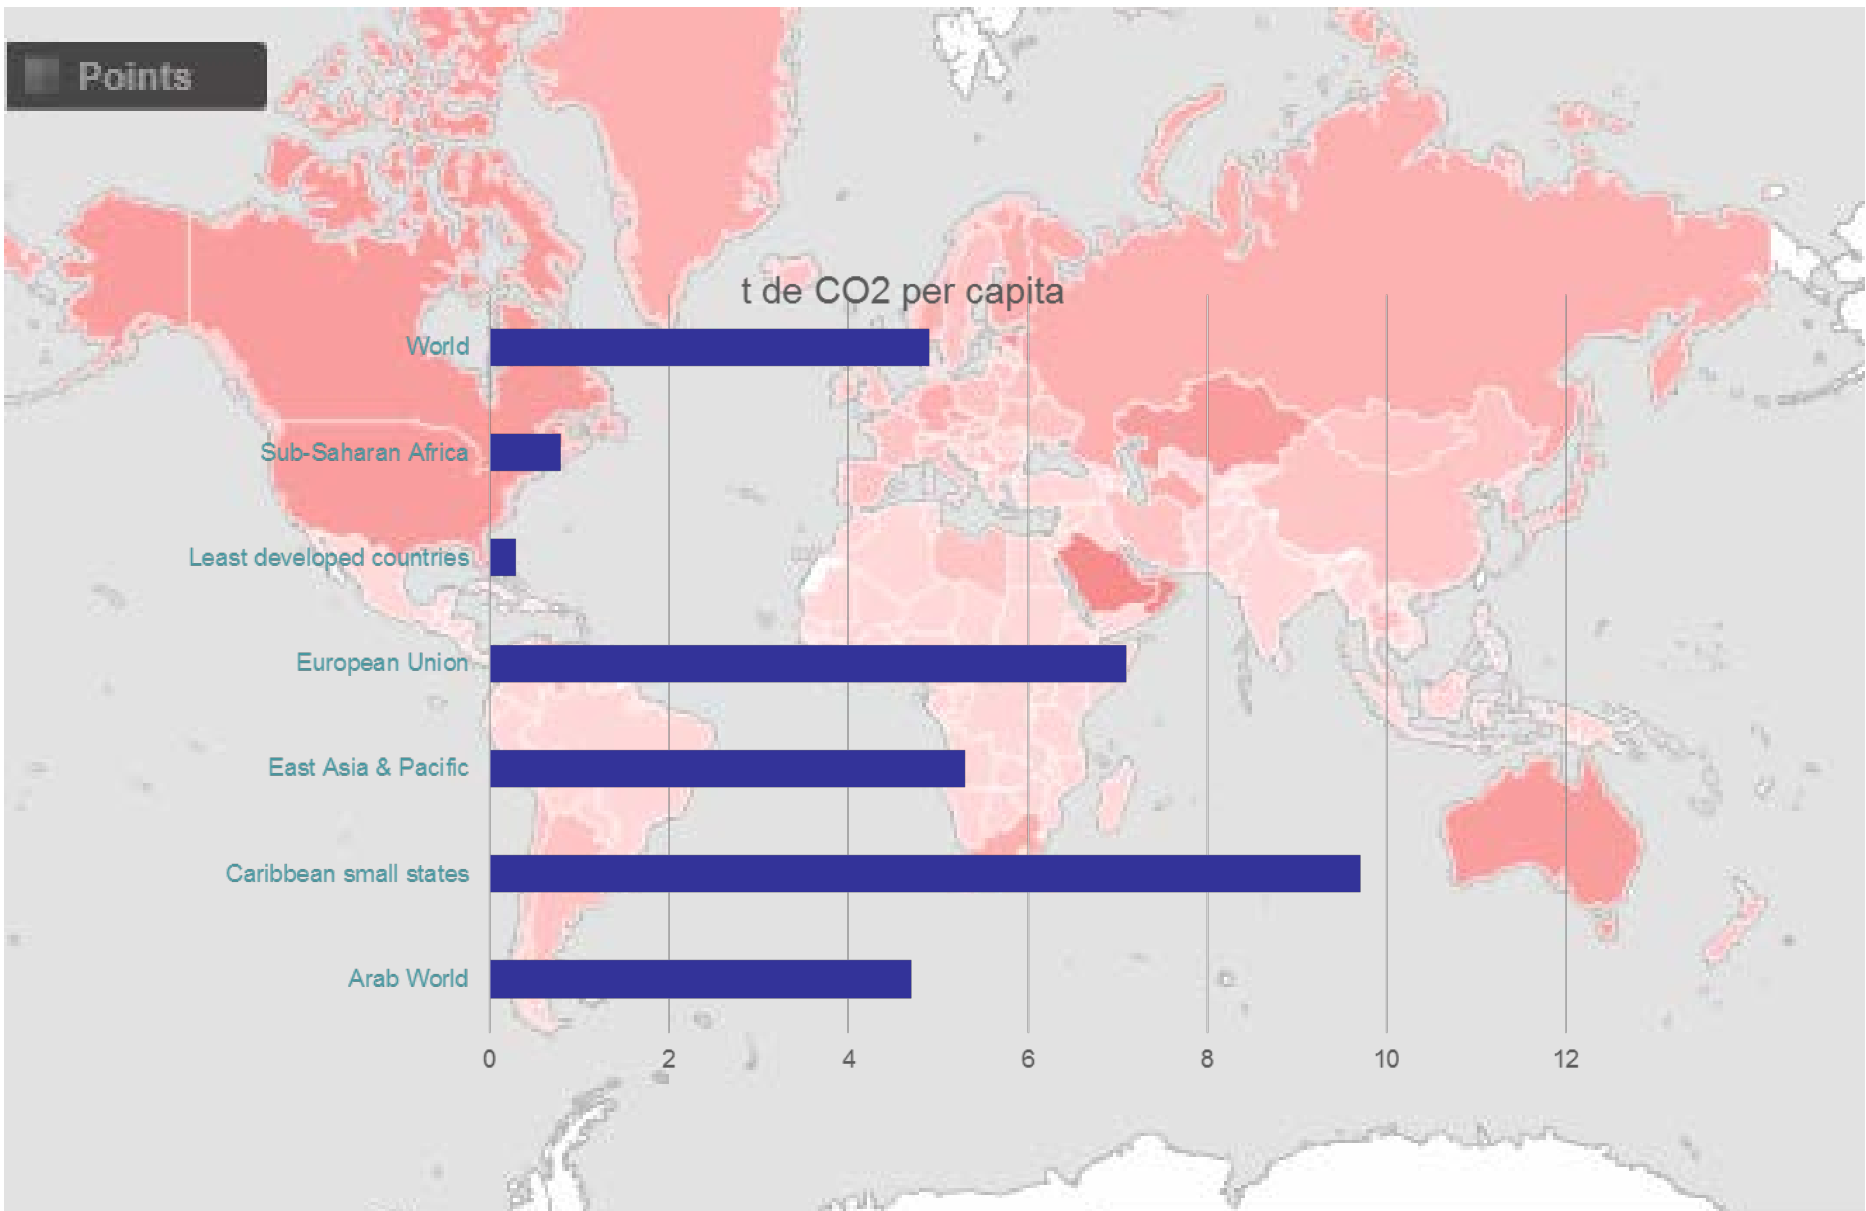 Points
t de CO2 per capita
World
Sub-Saharan Africa
Least developed countries
European Union
East Asia & Pacific
Caribbean small states
Arab World
0 2 4 6 8 10 12